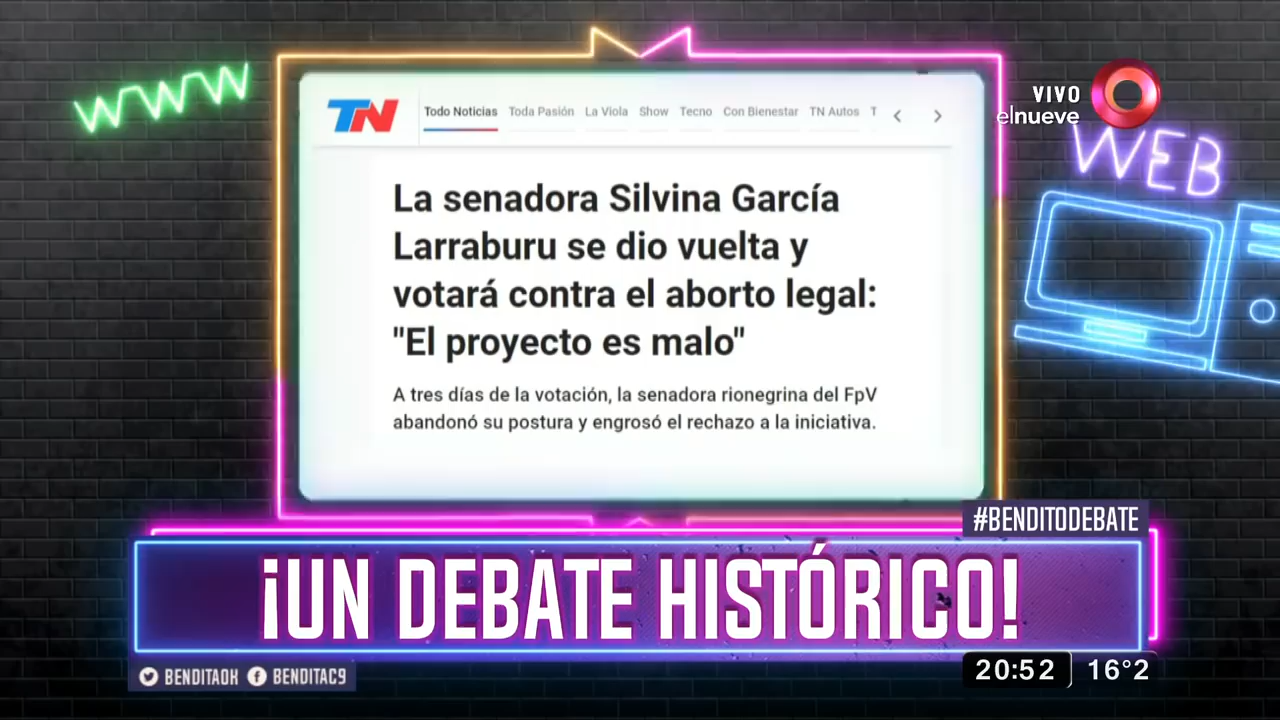 WWW
VIVO
elnueve
WEB
TN
Todo Noticias Toda Pasión La Viola Show Tecno Con Bienestar TN Autos T
La senadora Silvina García
Larraburu se dio vuelta y
votará contra el aborto legal:
"El proyecto es malo"
A tres días de la votación, la senadora rionegrina del FpV
abandonó su postura y engrosó el rechazo a la iniciativa.
#BENDITODEBATE
¡UN DEBATE HISTÓRICO!
BENDITAOK BENDITAC9
20:52 16°2